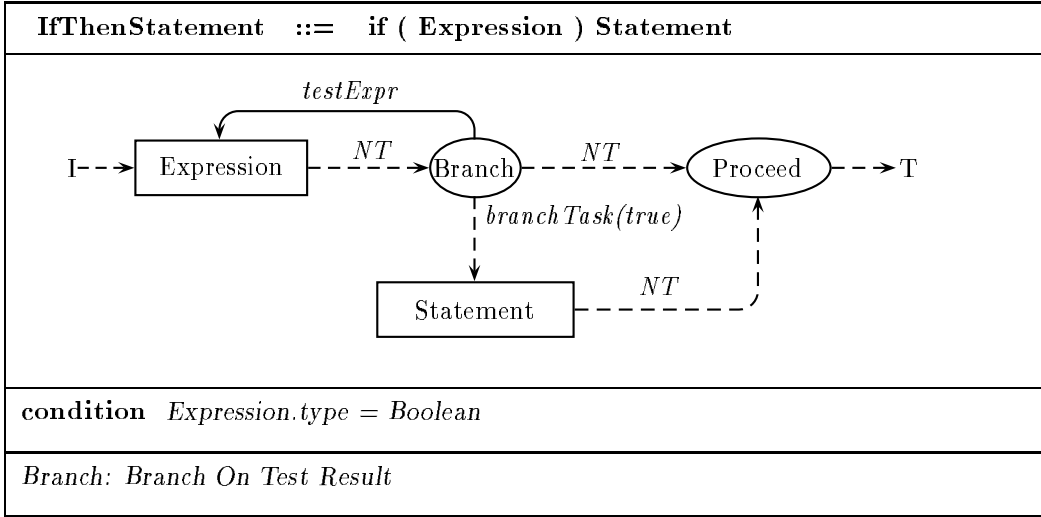 IfThenStatement ::= if ( Expression ) Statement
testExpr
I Expression NT Branch NT Proceed T
branchTask(true)
Statement NT
condition Expression.type = Boolean
Branch: Branch On Test Result